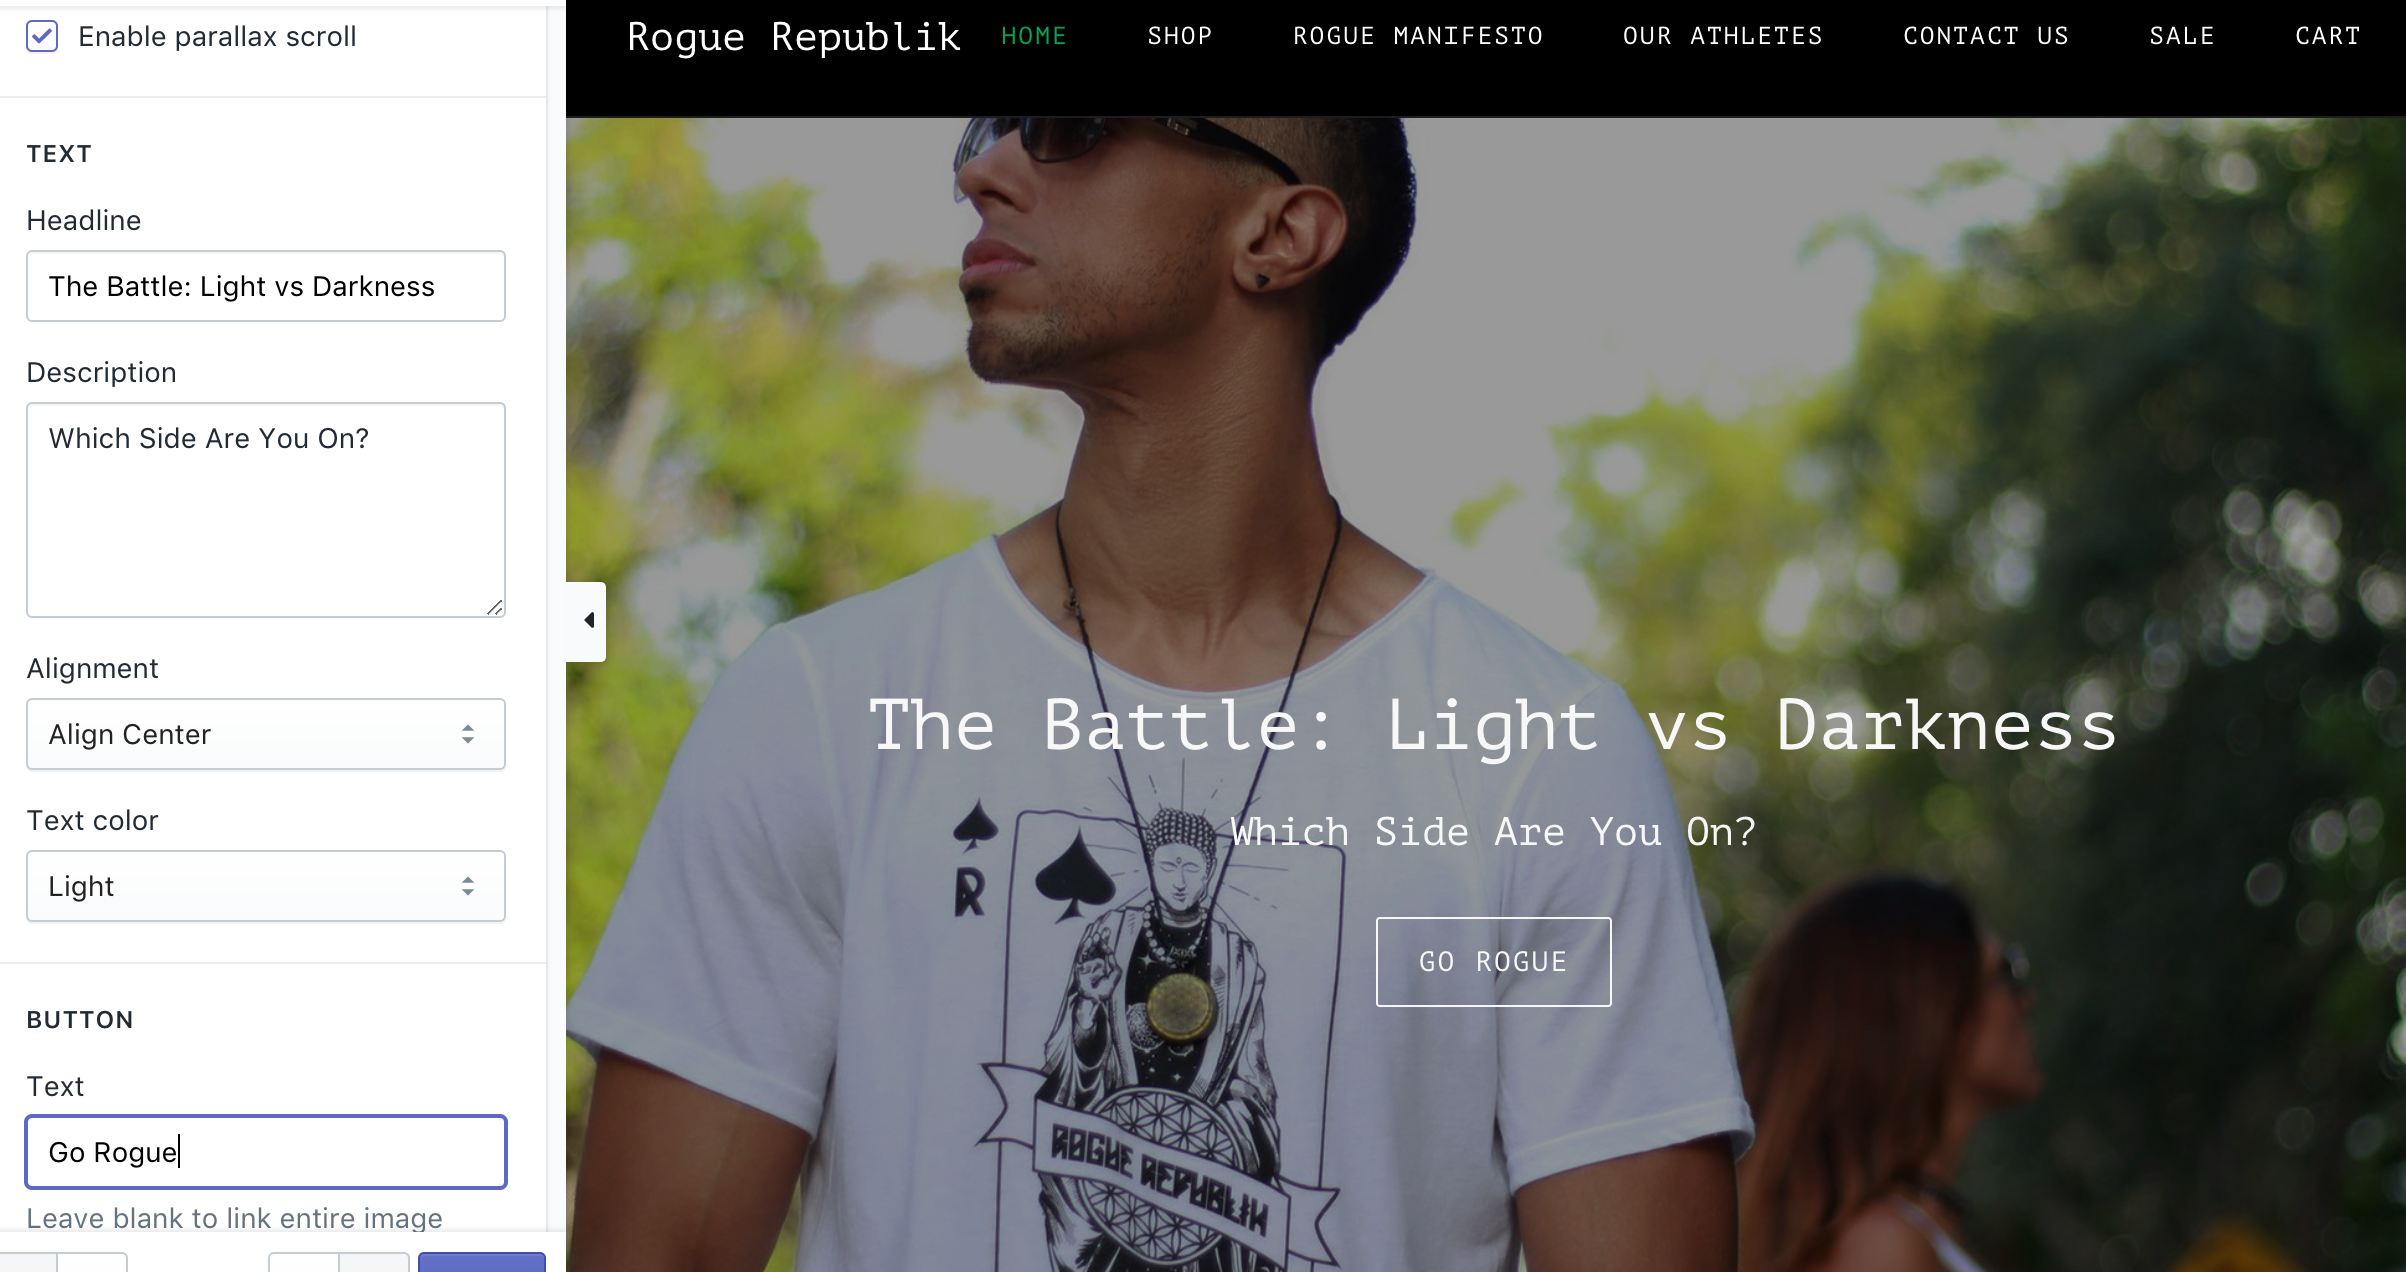 Enable parallax scroll
TEXT
Headline
The Battle: Light vs Darkness
Description
Which Side Are You On?
Alignment
Align Center
Text color
Light
BUTTON
Text
Go Rogue
Leave blank to link entire image
Rogue Republik HOME SHOP ROGUE MANIFESTO OUR ATHLETES CONTACT US SALE CART
The Battle: Light vs Darkness
Which Side Are You On?
GO ROGUE
R
ROGUE REPUBLIK